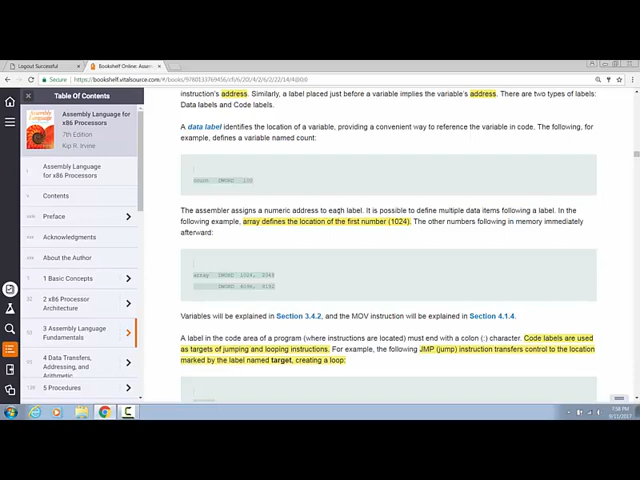 Logout Successful
Bookshelf Online: Assem
Secure
https://bookshelf.vitalsource.com/#/books/9780133769456/cfi/6/20!/4/2/6/2/22/14/4@0:0
Table Of Contents
Assembly Language for
x86 Processors
7th Edition
Kip R. Irvine
Assembly Language
for x86 Processors
Contents
Preface
Acknowledgments
About the Author
1 Basic Concepts
2 x86 Processor
Architecture
3 Assembly Language
Fundamentals
4 Data Transfers,
Addressing, and
Arithmetic
5 Procedures
instruction's address. Similarly, a label placed just before a variable implies the variable's address. There are two types of labels:
Data labels and Code labels.
A data label identifies the location of a variable, providing a convenient way to reference the variable in code. The following, for
example, defines a variable named count:
count DWORD 100
The assembler assigns a numeric address to each label. It is possible to define multiple data items following a label. In the
following example, array defines the location of the first number (1024). The other numbers following in memory immediately
afterward:
array DWORD 1024, 2048
DWORD 4096, 8192
Variables will be explained in Section 3.4.2, and the MOV instruction will be explained in Section 4.1.4.
A label in the code area of a program (where instructions are located) must end with a colon (:) character. Code labels are used
as targets of jumping and looping instructions. For example, the following JMP (jump) instruction transfers control to the location
marked by the label named target, creating a loop:
7:58 PM
8/11/2017